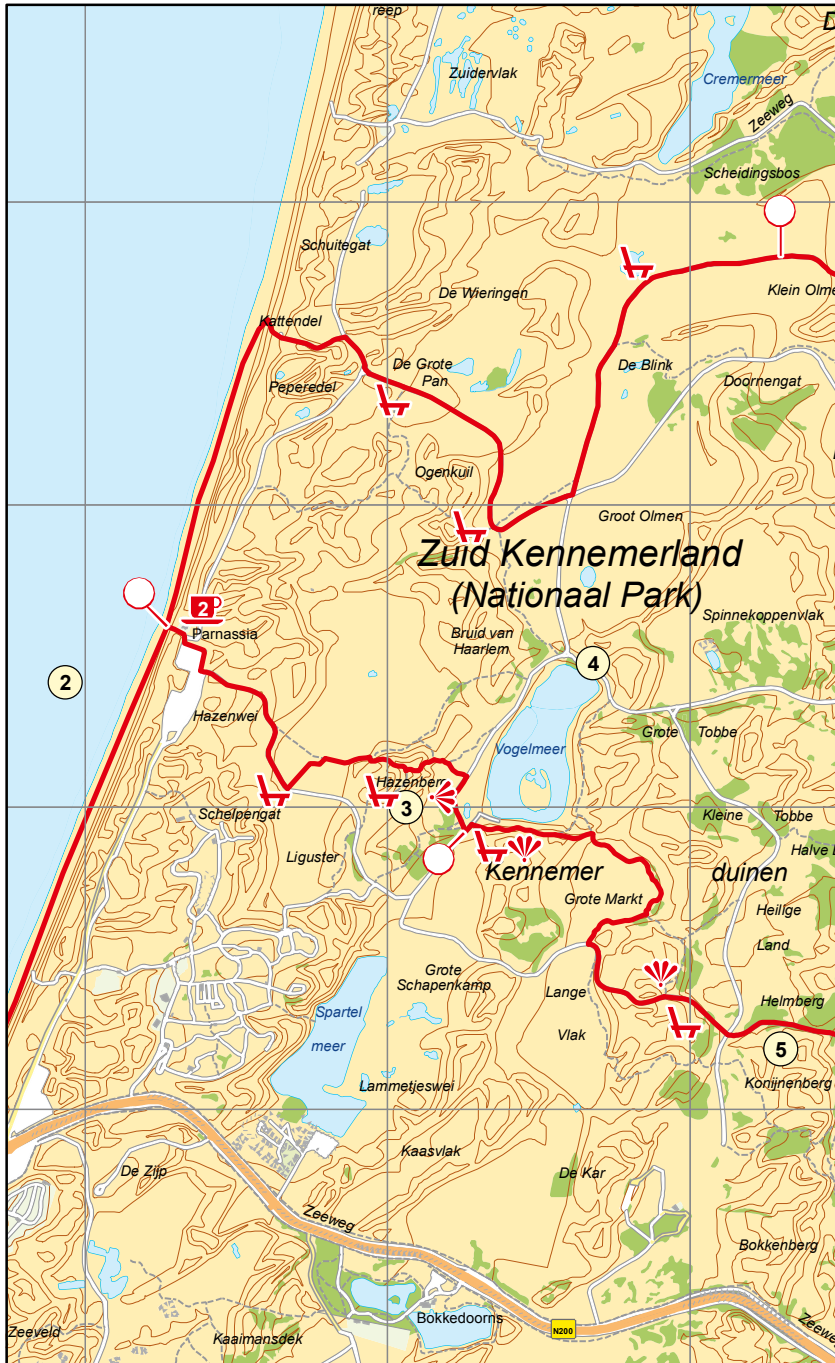 reep
D
Zuidervlak
Cremermeer
Zeeweg
Scheidingsbos
Schuitegat
De Wieringen
Klein Olme
Kattendel
De Grote
Pan
De Blink
Peperedel
Doornengat
Ogenkuil
Groot Olmen
Zuid Kennemerland
(Nationaal Park)
2
Parnassia
Bruid van
Haarlem
Spinnekoppenvlak
4
2
Hazenwei
Vogelmeer
Grote Tobbe
Hazenberg
3
Schelpengat
Kleine Tobbe
Liguster
Halve
Kennemer duinen
Grote Markt
Heilige
Land
Grote
Schapenkamp
Lange
Vlak
Helmberg
Spartel
meer
5
Lammetjeswei
Konijnenberg
Kaasvlak
De Zijp
De Kar
Zeeweg
Bokkenberg
Bokkedoorns
N200
Zeeweg
Zeeveld
Kaaimansdek